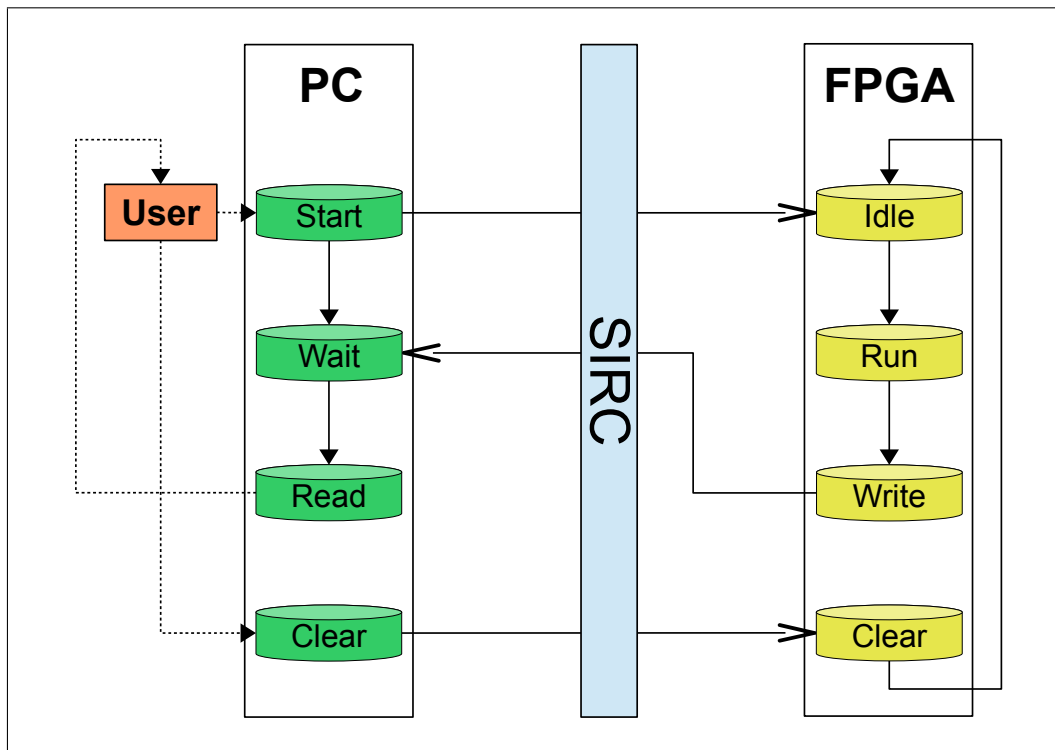 PC
FPGA
User
Start
Idle
SIRC
Wait
Run
Read
Write
Clear
Clear